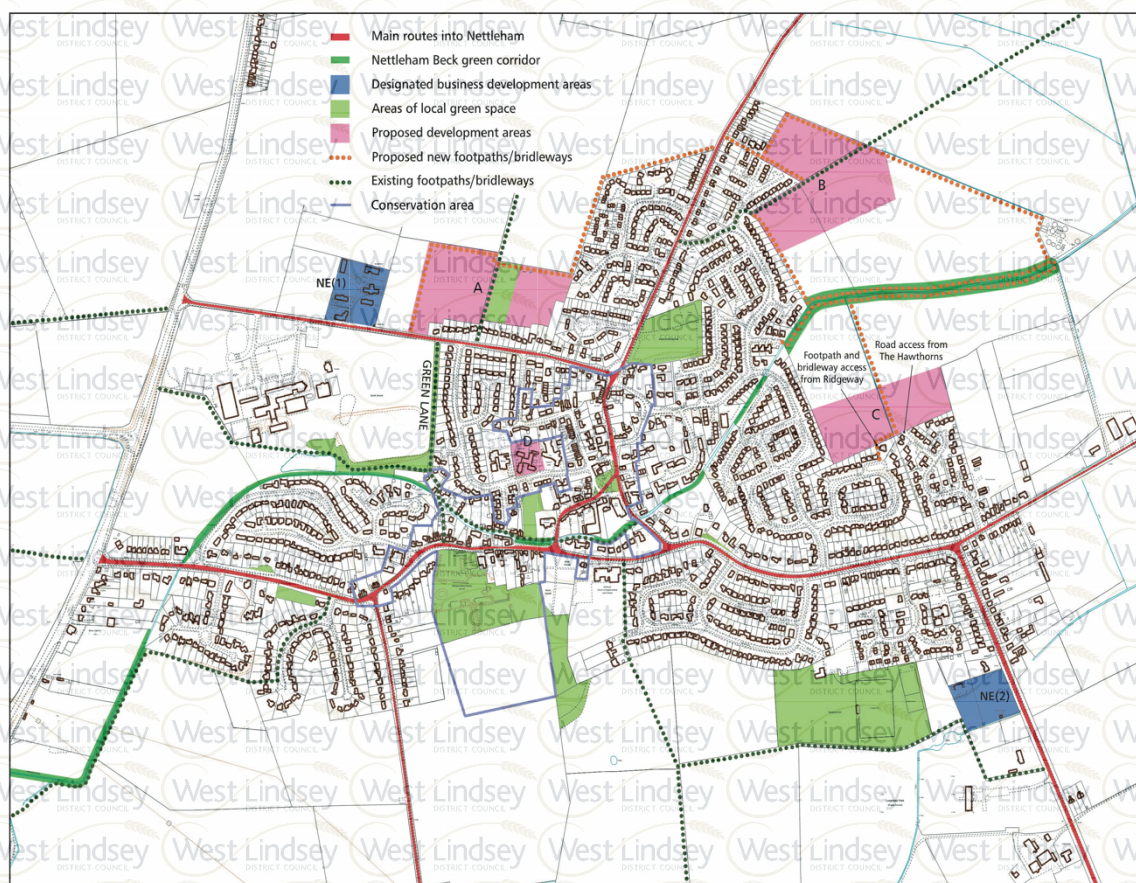 Main routes into Nettleham
Nettleham Beck green corridor
Designated business development areas
Areas of local green space
Proposed development areas
Proposed new footpaths/bridleways
Existing footpaths/bridleways
Conservation area
West Lindsey
DISTRICT COUNCIL
B
NE(1)
A
Road access from
The Hawthorns
Footpath and
bridleway access
from Ridgeway
GREEN LANE
C
D
NE(2)